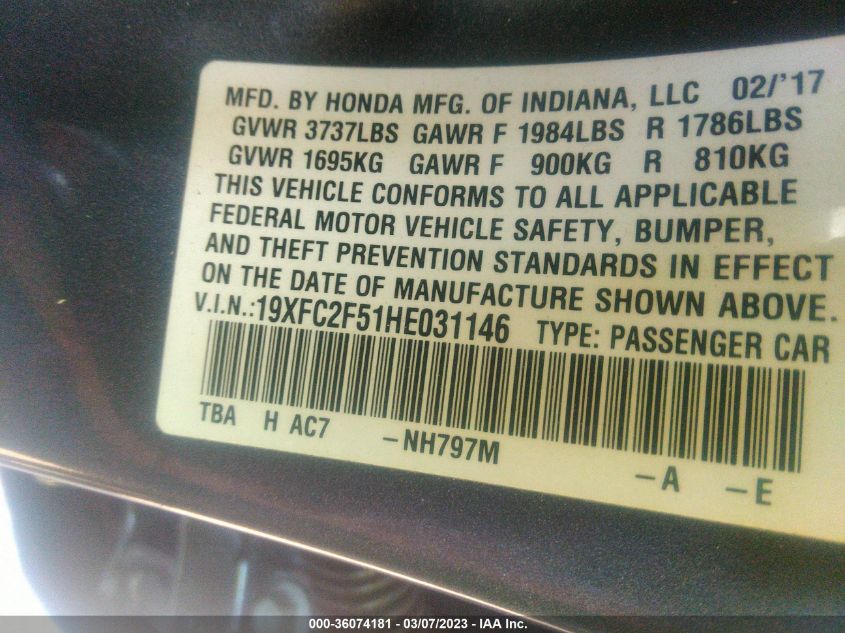 MFD. BY HONDA MFG. OF INDIANA, LLC 02/'17
GVWR 3737LBS GAWR F 1984LBS R 1786LBS
GVWR 1695KG GAWR F 900KG R 810KG
THIS VEHICLE CONFORMS TO ALL APPLICABLE
FEDERAL MOTOR VEHICLE SAFETY, BUMPER,
AND THEFT PREVENTION STANDARDS IN EFFECT
ON THE DATE OF MANUFACTURE SHOWN ABOVE.
V.I.N.:19XFC2F51HE031146 TYPE: PASSENGER CAR
TBA H AC7 -NH797M -A -E
000-36074181 - 03/07/2023 - IAA Inc.